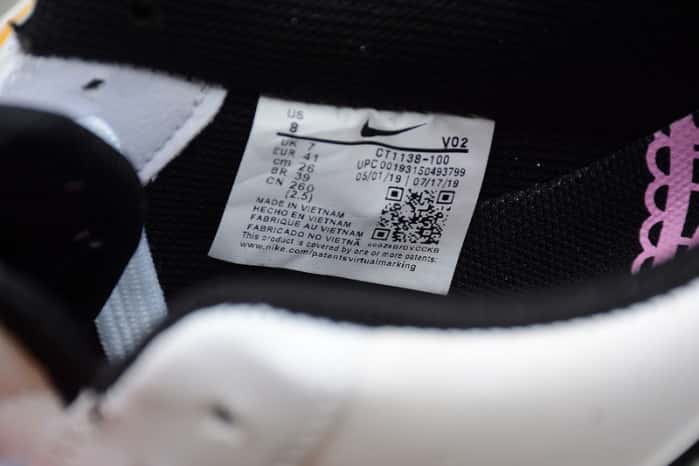 US
8
V02
UK 7
EUR 41
cm 26
BR 39
CN 260
(2.5)
CT1138-100
UPC 00193150493799
05/01/19 | 07/17/19
MADE IN VIETNAM
HECHO EN VIETNAM
FABRIQUE AU VIETNAM
FABRICADO NO VIETNÃ
This product is covered by one or more patents:
www.nike.com/patentsvirtualmarking